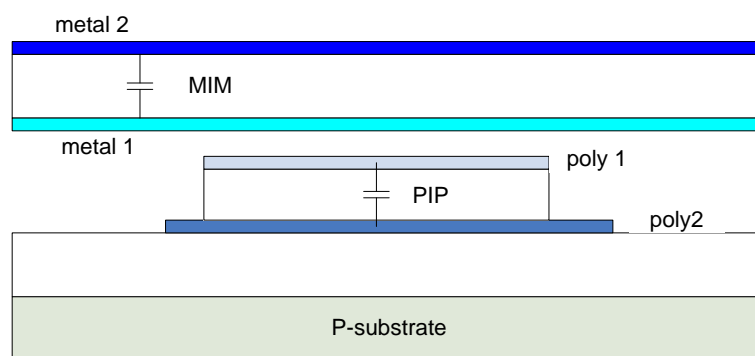 metal 2
MIM
metal 1
poly 1
PIP
poly2
P-substrate